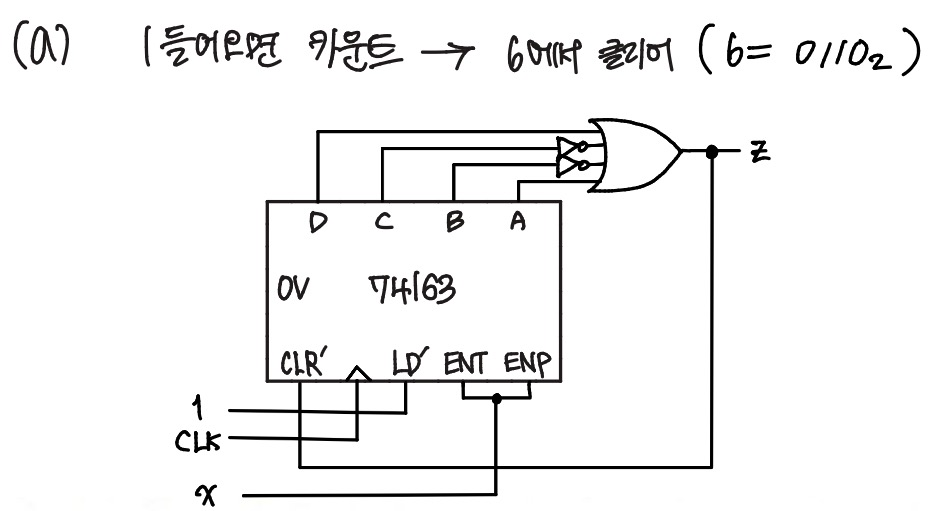 (a) 1들어오면 카운트 → 6에서 클리어 (6= 0110₂)
Z
D C B A
OV 74163
CLR' LD' ENT ENP
1
CLK
X